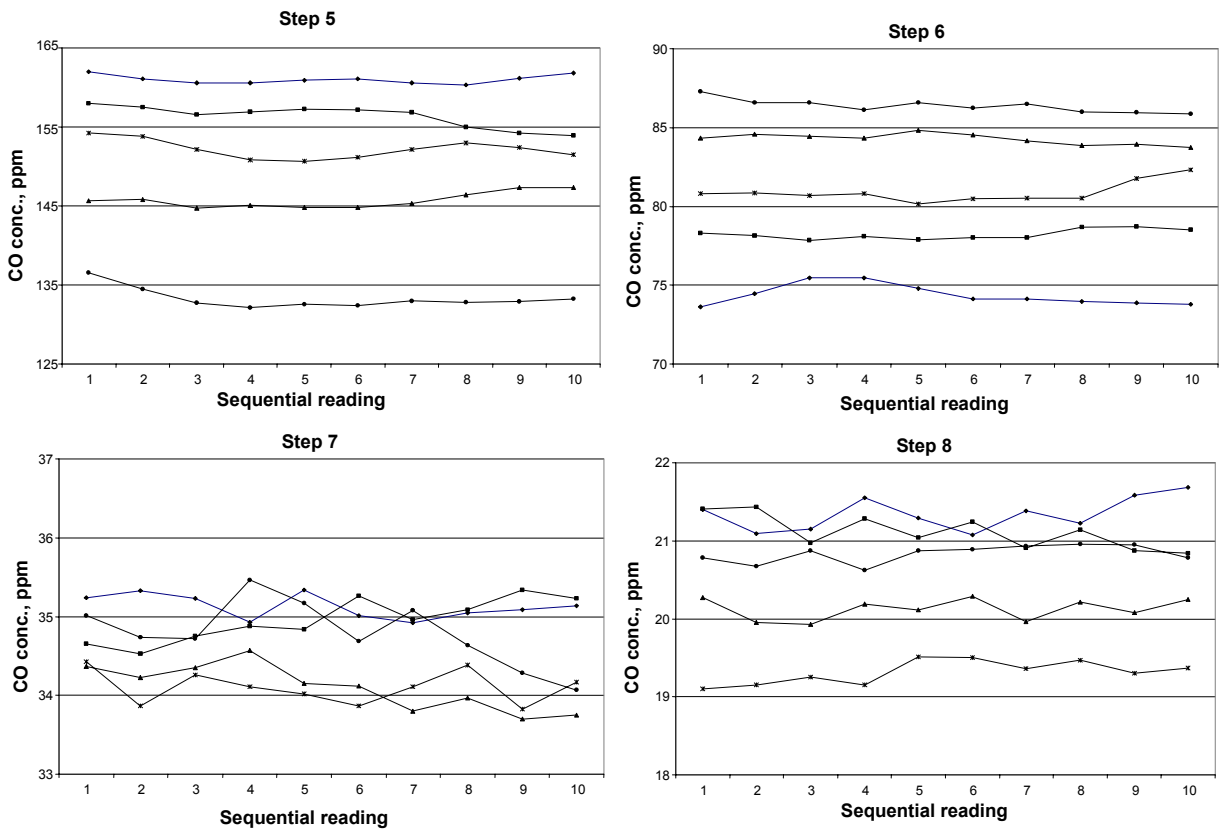 Step 5
CO conc., ppm
165
155
145
135
125
1 2 3 4 5 6 7 8 9 10
Sequential reading
Step 6
CO conc., ppm
90
85
80
75
70
1 2 3 4 5 6 7 8 9 10
Sequential reading
Step 7
CO conc., ppm
37
36
35
34
33
1 2 3 4 5 6 7 8 9 10
Sequential reading
Step 8
CO conc., ppm
22
21
20
19
18
1 2 3 4 5 6 7 8 9 10
Sequential reading